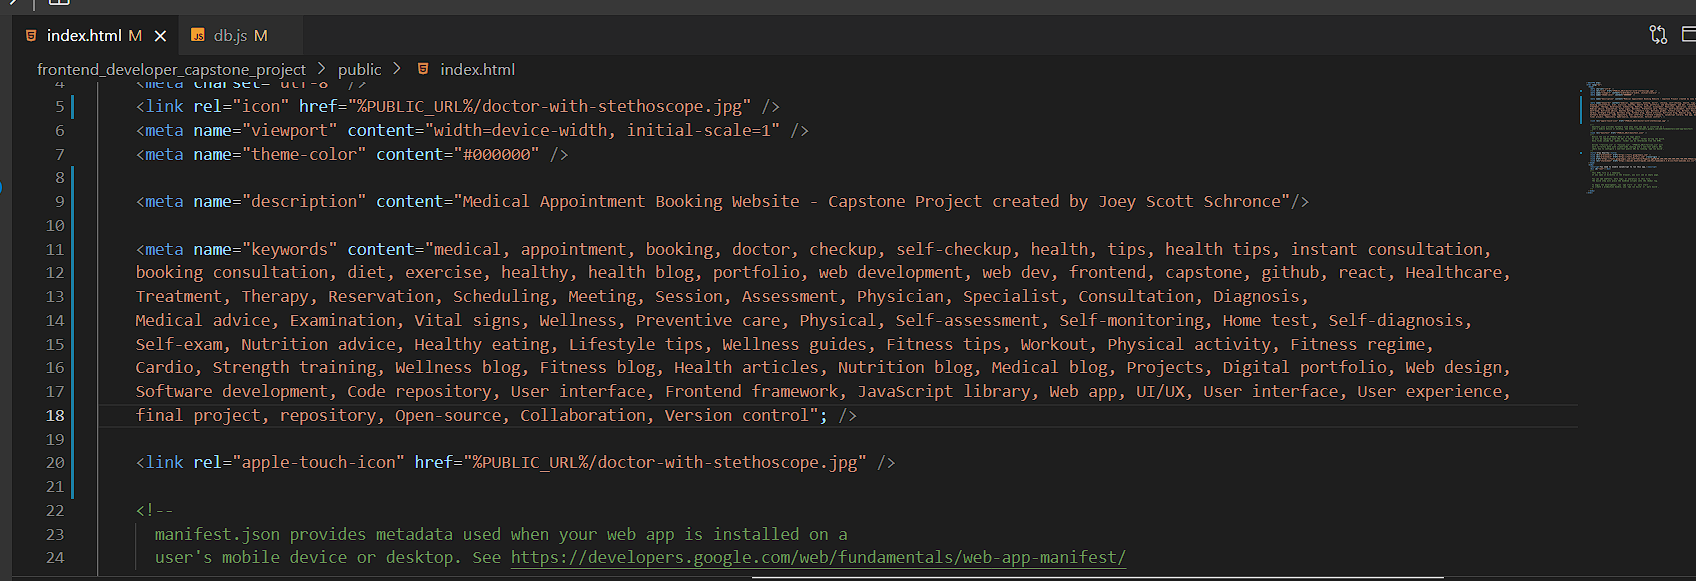 index.html M
JS db.js M
frontend_developer_capstone_project > public > index.html
4 <meta charset="utf-8" />
5 <link rel="icon" href="%PUBLIC_URL%/doctor-with-stethoscope.jpg" />
6 <meta name="viewport" content="width=device-width, initial-scale=1" />
7 <meta name="theme-color" content="#000000" />
8
9 <meta name="description" content="Medical Appointment Booking Website - Capstone Project created by Joey Scott Schronce"/>
10
11 <meta name="keywords" content="medical, appointment, booking, doctor, checkup, self-checkup, health, tips, health tips, instant consultation,
12 booking consultation, diet, exercise, healthy, health blog, portfolio, web development, web dev, frontend, capstone, github, react, Healthcare,
13 Treatment, Therapy, Reservation, Scheduling, Meeting, Session, Assessment, Physician, Specialist, Consultation, Diagnosis,
14 Medical advice, Examination, Vital signs, Wellness, Preventive care, Physical, Self-assessment, Self-monitoring, Home test, Self-diagnosis,
15 Self-exam, Nutrition advice, Healthy eating, Lifestyle tips, Wellness guides, Fitness tips, Workout, Physical activity, Fitness regime,
16 Cardio, Strength training, Wellness blog, Fitness blog, Health articles, Nutrition blog, Medical blog, Projects, Digital portfolio, Web design,
17 Software development, Code repository, User interface, Frontend framework, JavaScript library, Web app, UI/UX, User interface, User experience,
18 final project, repository, Open-source, Collaboration, Version control"; />
19
20 <link rel="apple-touch-icon" href="%PUBLIC_URL%/doctor-with-stethoscope.jpg" />
21
22 <!--
23 manifest.json provides metadata used when your web app is installed on a
24 user's mobile device or desktop. See https://developers.google.com/web/fundamentals/web-app-manifest/